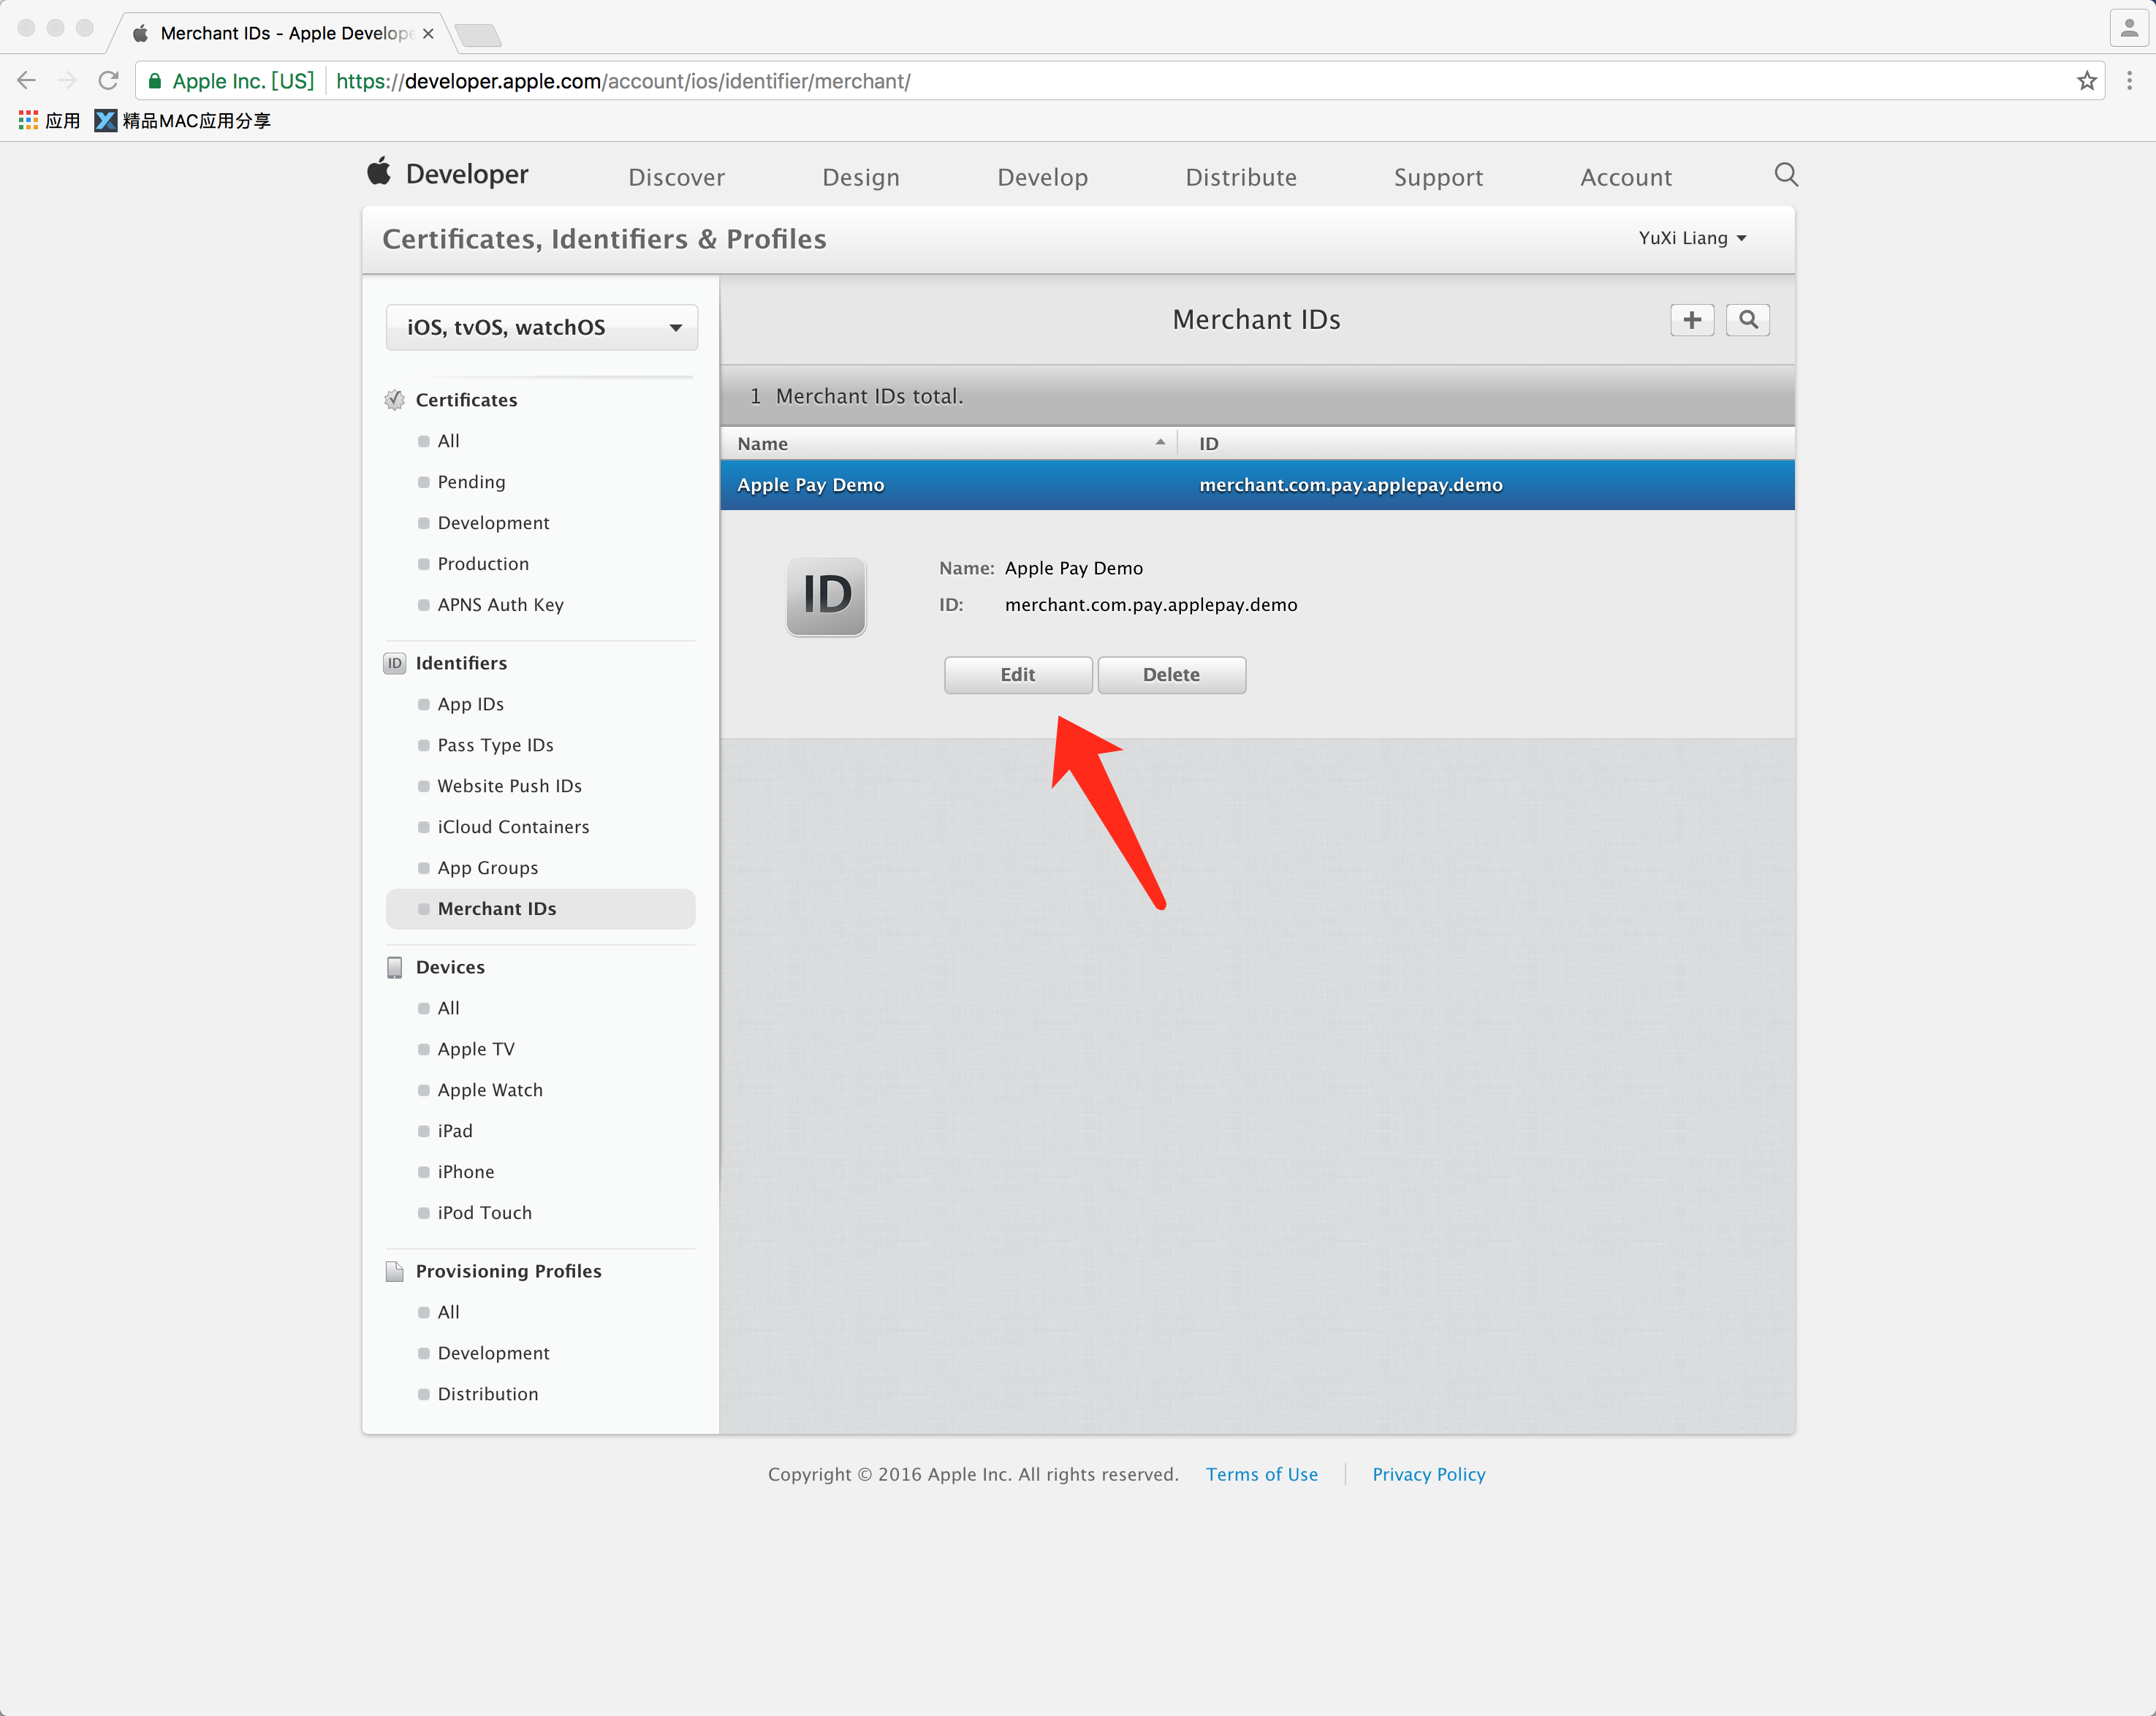 Merchant IDs - Apple Develope
Apple Inc. [US] https://developer.apple.com/account/ios/identifier/merchant/
应用 精品MAC应用分享
Developer Discover Design Develop Distribute Support Account
Certificates, Identifiers & Profiles
YuXi Liang
iOS, tvOS, watchOS
Certificates
All
Pending
Development
Production
APNS Auth Key
ID Identifiers
App IDs
Pass Type IDs
Website Push IDs
iCloud Containers
App Groups
Merchant IDs
Devices
All
Apple TV
Apple Watch
iPad
iPhone
iPod Touch
Provisioning Profiles
All
Development
Distribution
Merchant IDs
1 Merchant IDs total.
Name ID
Apple Pay Demo merchant.com.pay.applepay.demo
ID
Name: Apple Pay Demo
ID: merchant.com.pay.applepay.demo
Edit Delete
Copyright © 2016 Apple Inc. All rights reserved. Terms of Use Privacy Policy